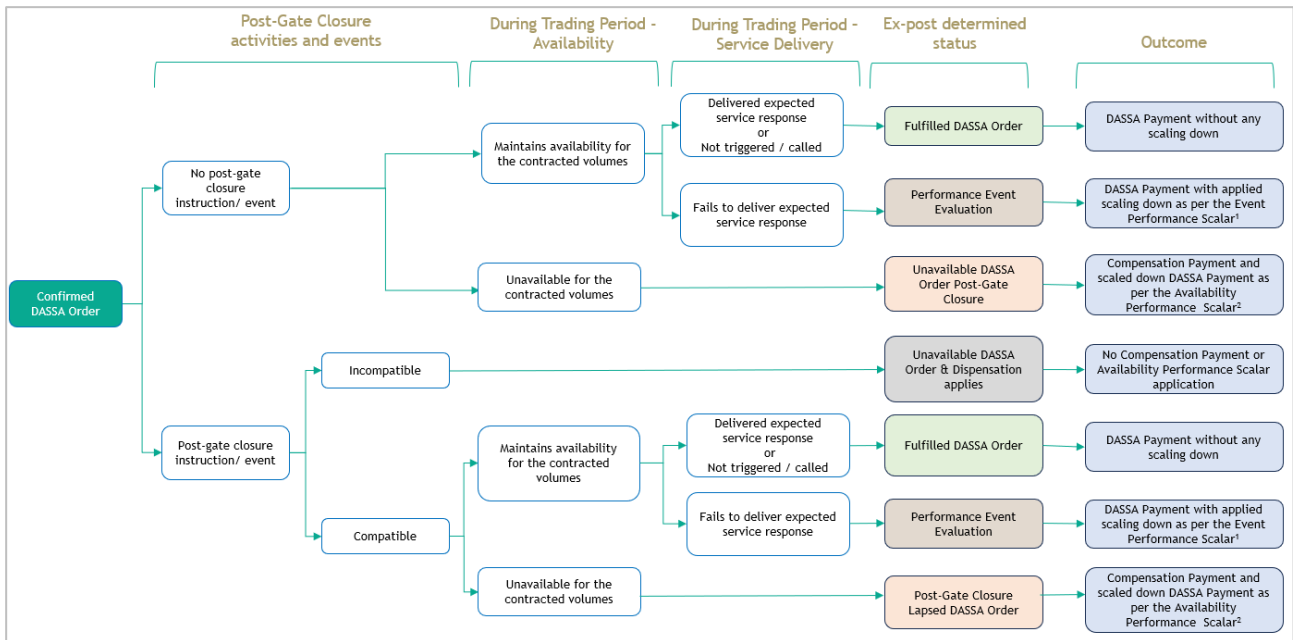 Post-Gate Closure
activities and events
During Trading Period -
Availability
During Trading Period –
Service Delivery
Ex-post determined
status
Outcome
Confirmed
DASSA Order
No post-gate
closure
instruction/ event
Maintains availability for
the contracted volumes
Delivered expected
service response
or
Not triggered / called
Fulfilled DASSA Order
DASSA Payment without any
scaling down
Fails to deliver expected
service response
Performance Event
Evaluation
DASSA Payment with applied
scaling down as per the Event
Performance Scalar¹
Unavailable for the
contracted volumes
Unavailable DASSA
Order Post-Gate
Closure
Compensation Payment and
scaled down DASSA Payment as
per the Availability
Performance Scalar²
Post-gate closure
instruction/ event
Incompatible
Unavailable DASSA
Order & Dispensation
applies
No Compensation Payment or
Availability Performance Scalar
application
Compatible
Maintains availability
for the contracted
volumes
Delivered expected
service response
or
Not triggered / called
Fulfilled DASSA Order
DASSA Payment without any
scaling down
Fails to deliver expected
service response
Performance Event
Evaluation
DASSA Payment with applied
scaling down as per the Event
Performance Scalar¹
Unavailable for the
contracted volumes
Post-Gate Closure
Lapsed DASSA Order
Compensation Payment and
scaled down DASSA Payment as
per the Availability
Performance Scalar²